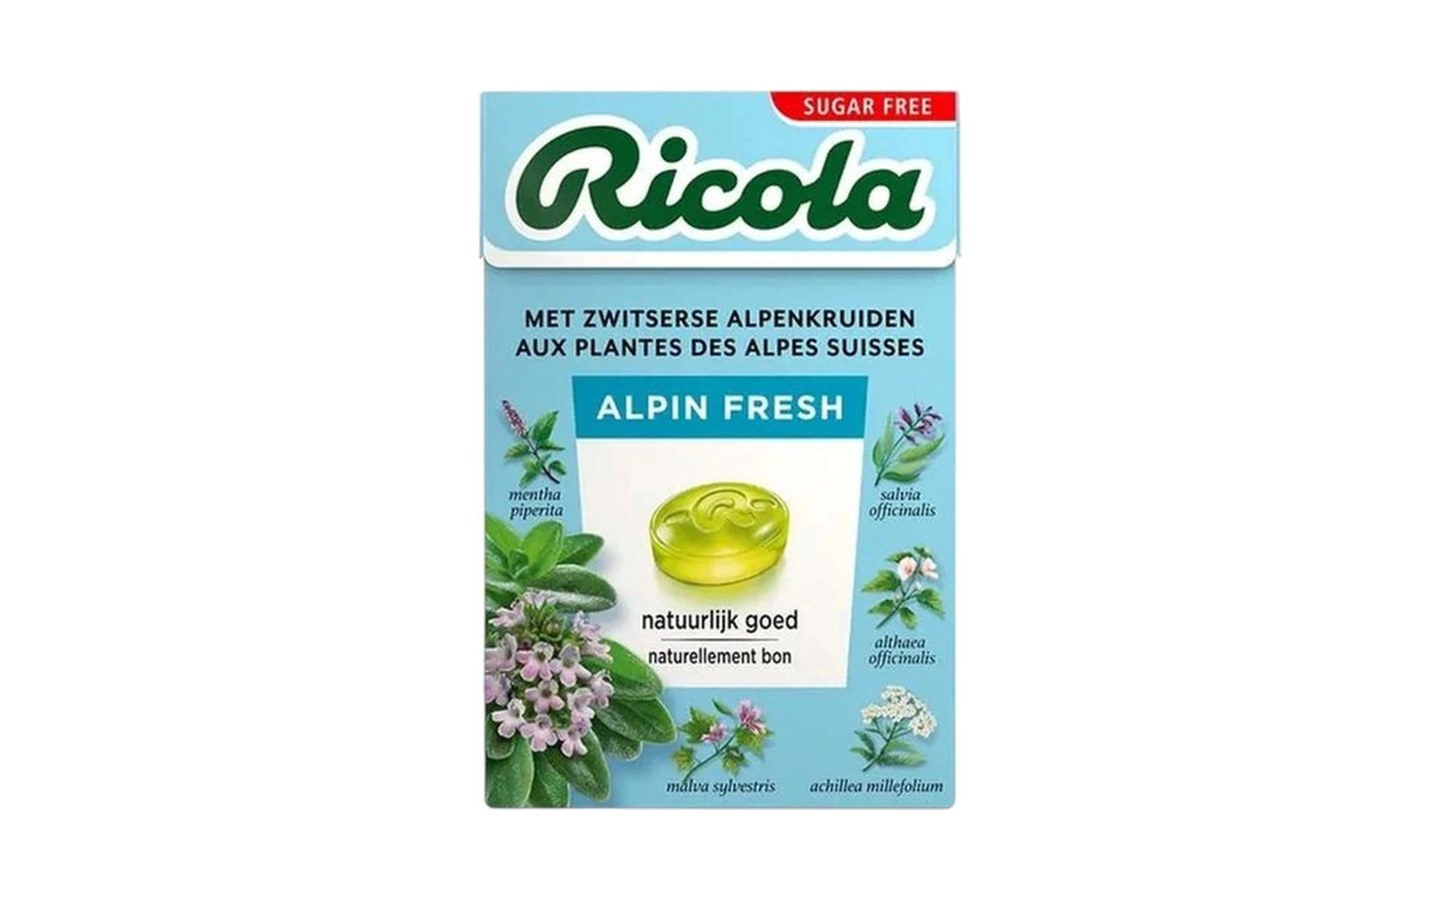 SUGAR FREE
Ricola
MET ZWITSERSE ALPENKRUIDEN
AUX PLANTES DES ALPES SUISSES
ALPIN FRESH
mentha
piperita
salvia
officinalis
natuurlijk goed
naturellement bon
althaea
officinalis
malva sylvestris
achillea millefolium